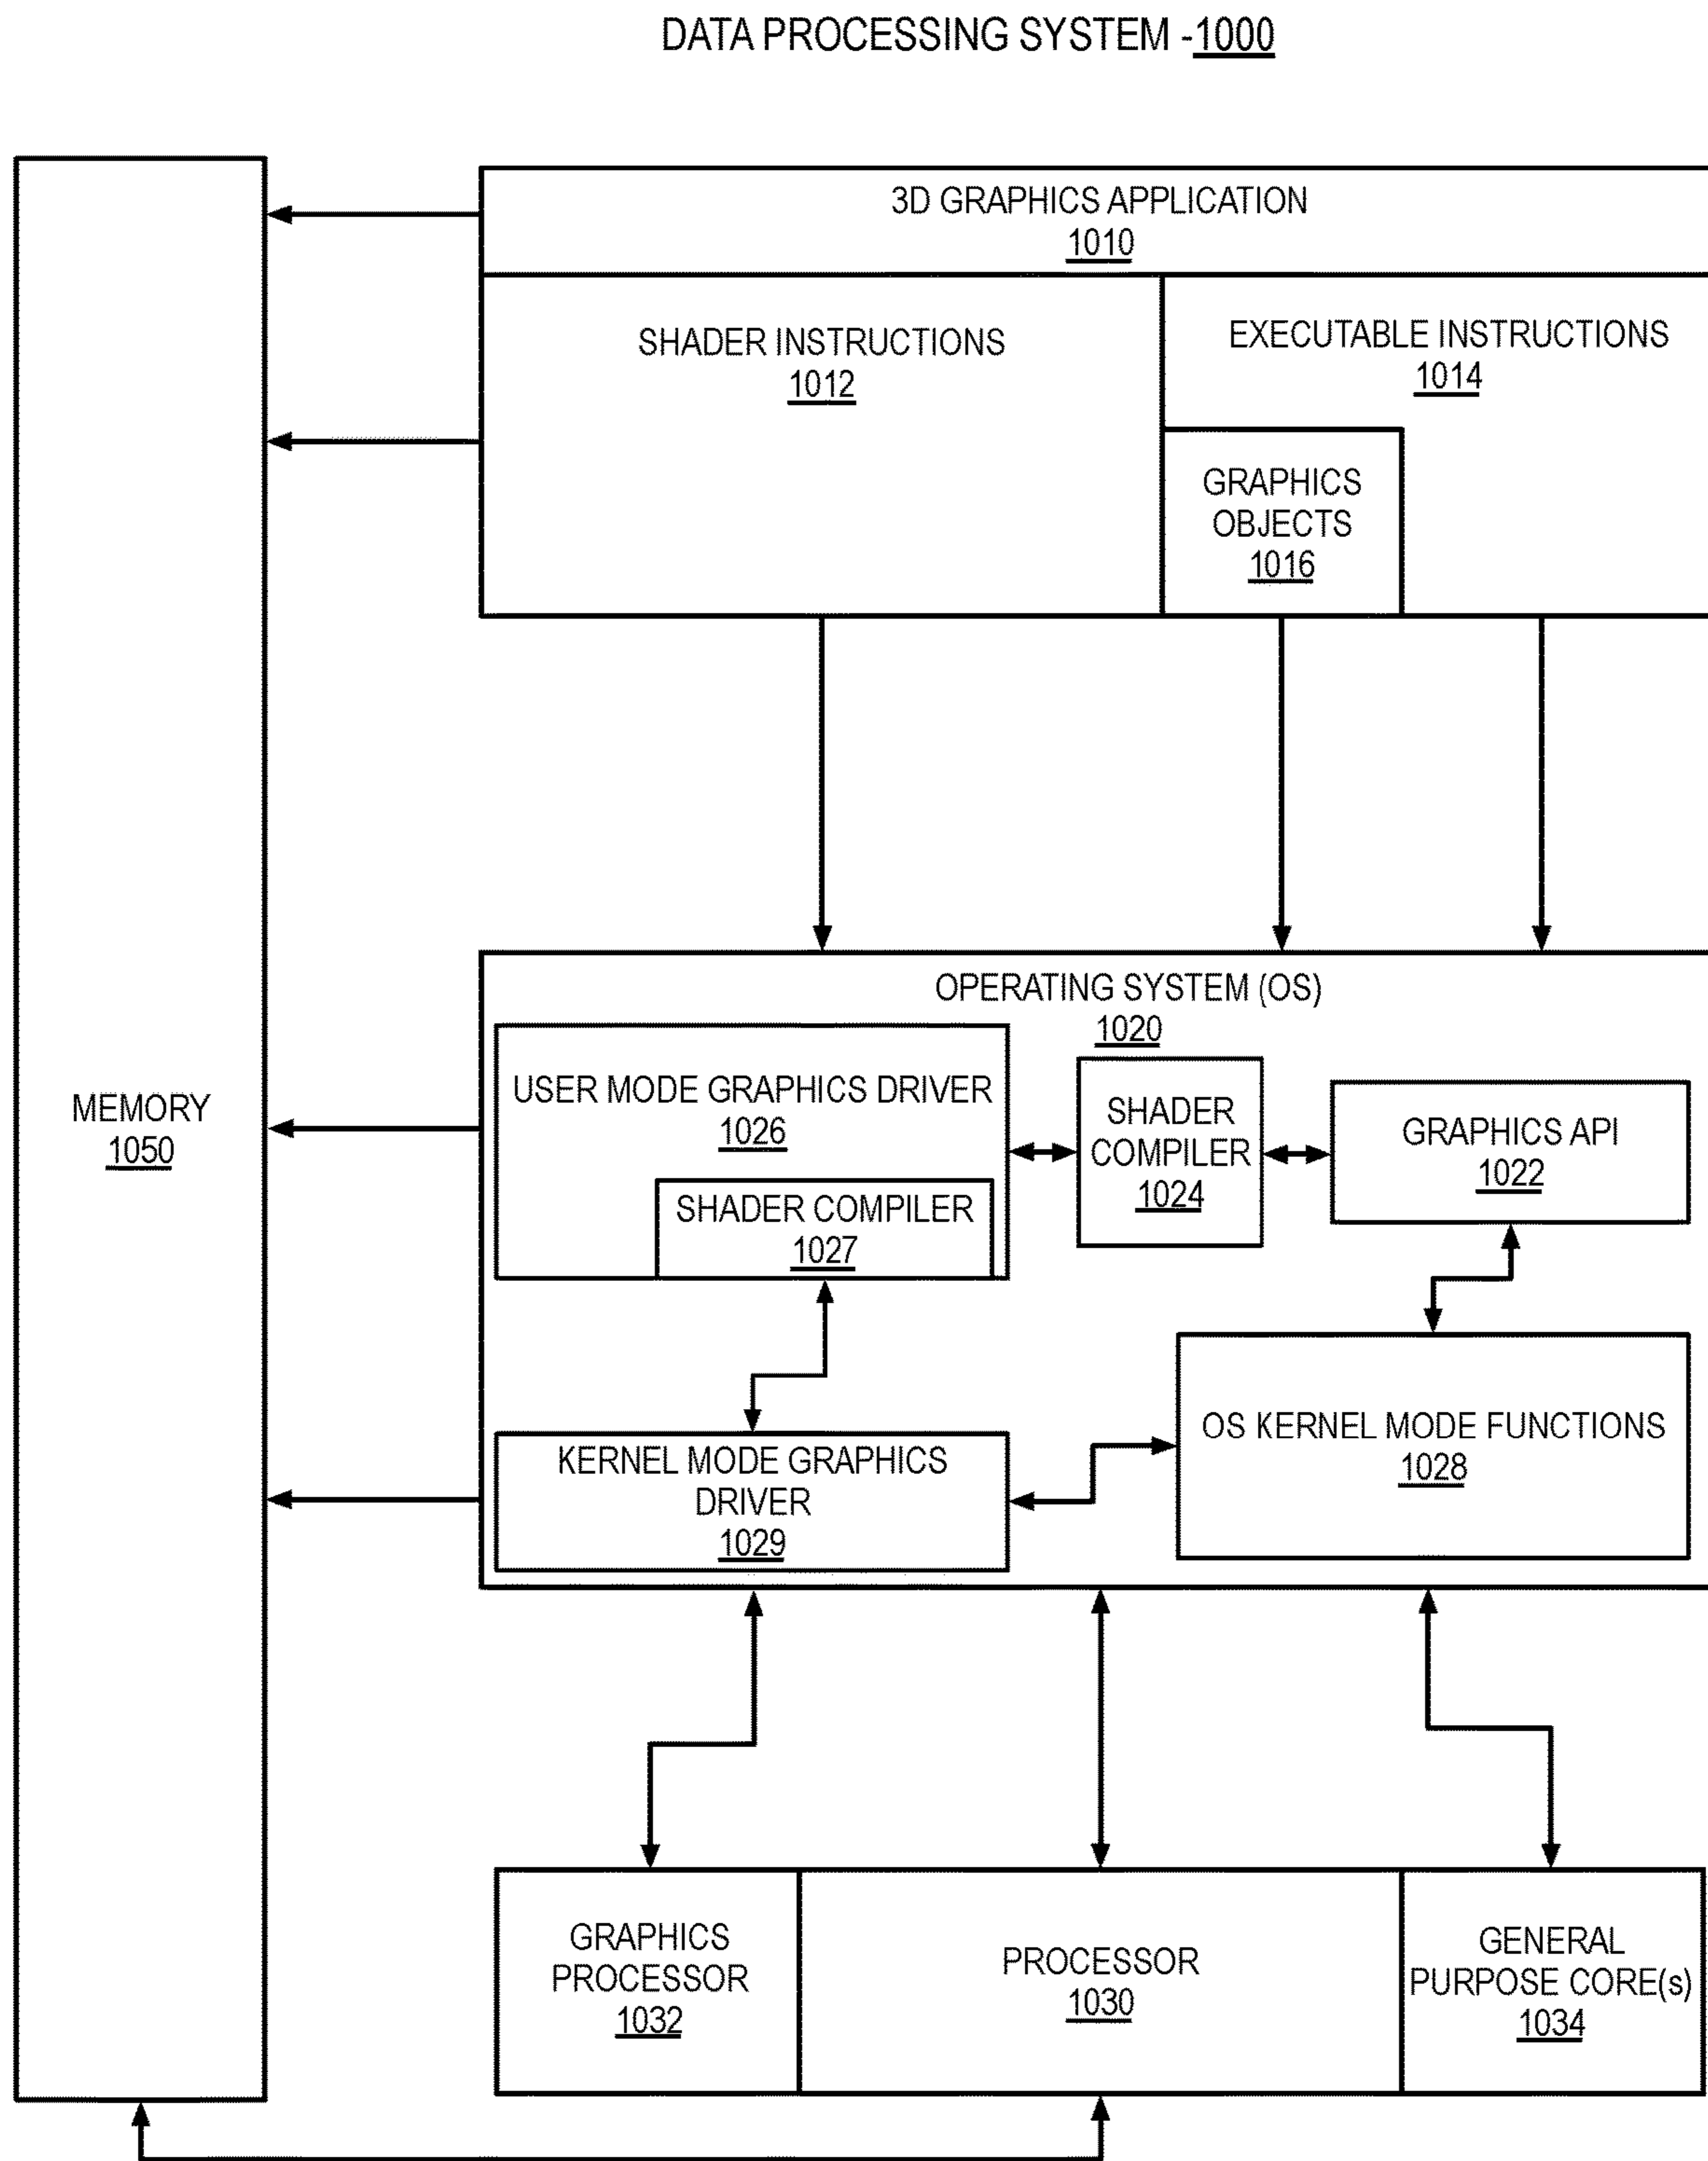 DATA PROCESSING SYSTEM -1000
3D GRAPHICS APPLICATION
1010
SHADER INSTRUCTIONS
1012
EXECUTABLE INSTRUCTIONS
1014
GRAPHICS
OBJECTS
1016
MEMORY
1050
OPERATING SYSTEM (OS)
1020
USER MODE GRAPHICS DRIVER
1026
SHADER COMPILER
1027
SHADER
COMPILER
1024
GRAPHICS API
1022
KERNEL MODE GRAPHICS
DRIVER
1029
OS KERNEL MODE FUNCTIONS
1028
GRAPHICS
PROCESSOR
1032
PROCESSOR
1030
GENERAL
PURPOSE CORE(s)
1034